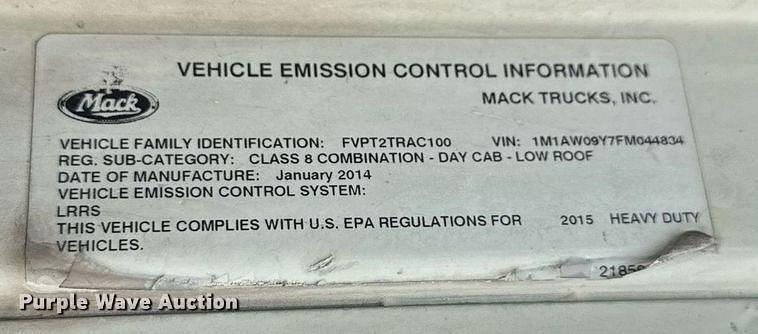 VEHICLE EMISSION CONTROL INFORMATION
Mack
MACK TRUCKS, INC.
VEHICLE FAMILY IDENTIFICATION: FVPT2TRAC100 VIN: 1M1AW09Y7FM044834
REG. SUB-CATEGORY: CLASS 8 COMBINATION - DAY CAB - LOW ROOF
DATE OF MANUFACTURE: January 2014
VEHICLE EMISSION CONTROL SYSTEM:
LRRS
THIS VEHICLE COMPLIES WITH U.S. EPA REGULATIONS FOR 2015 HEAVY DUTY
VEHICLES.
Purple Wave Auction